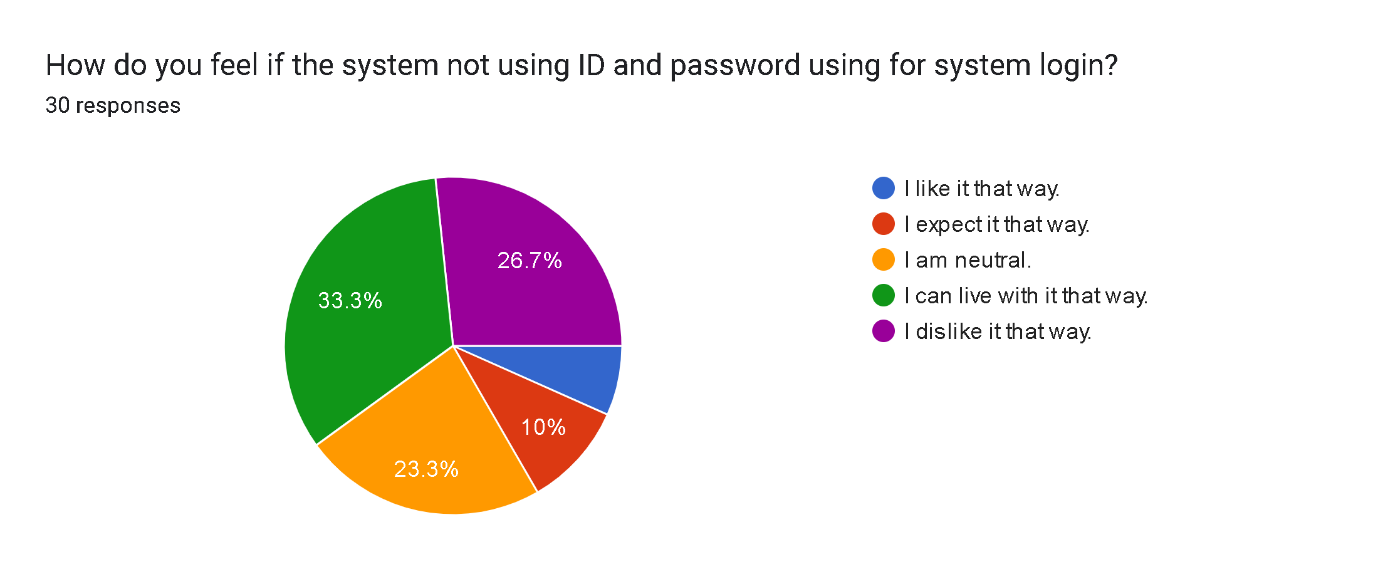 How do you feel if the system not using ID and password using for system login?
30 responses
26.7%
33.3%
10%
23.3%
I like it that way.
I expect it that way.
I am neutral.
I can live with it that way.
I dislike it that way.